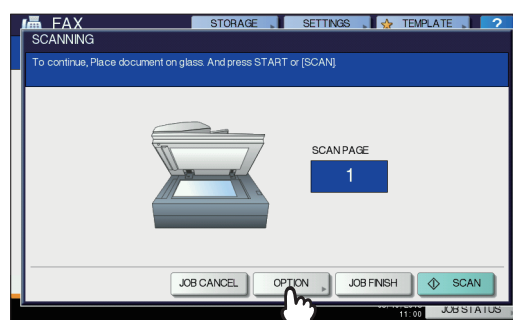 FAX STORAGE SETTINGS TEMPLATE ?
SCANNING
To continue, Place document on glass. And press START or [SCAN]
SCAN PAGE
1
JOB CANCEL OPTION JOB FINISH SCAN
11:00 JOB STATUS